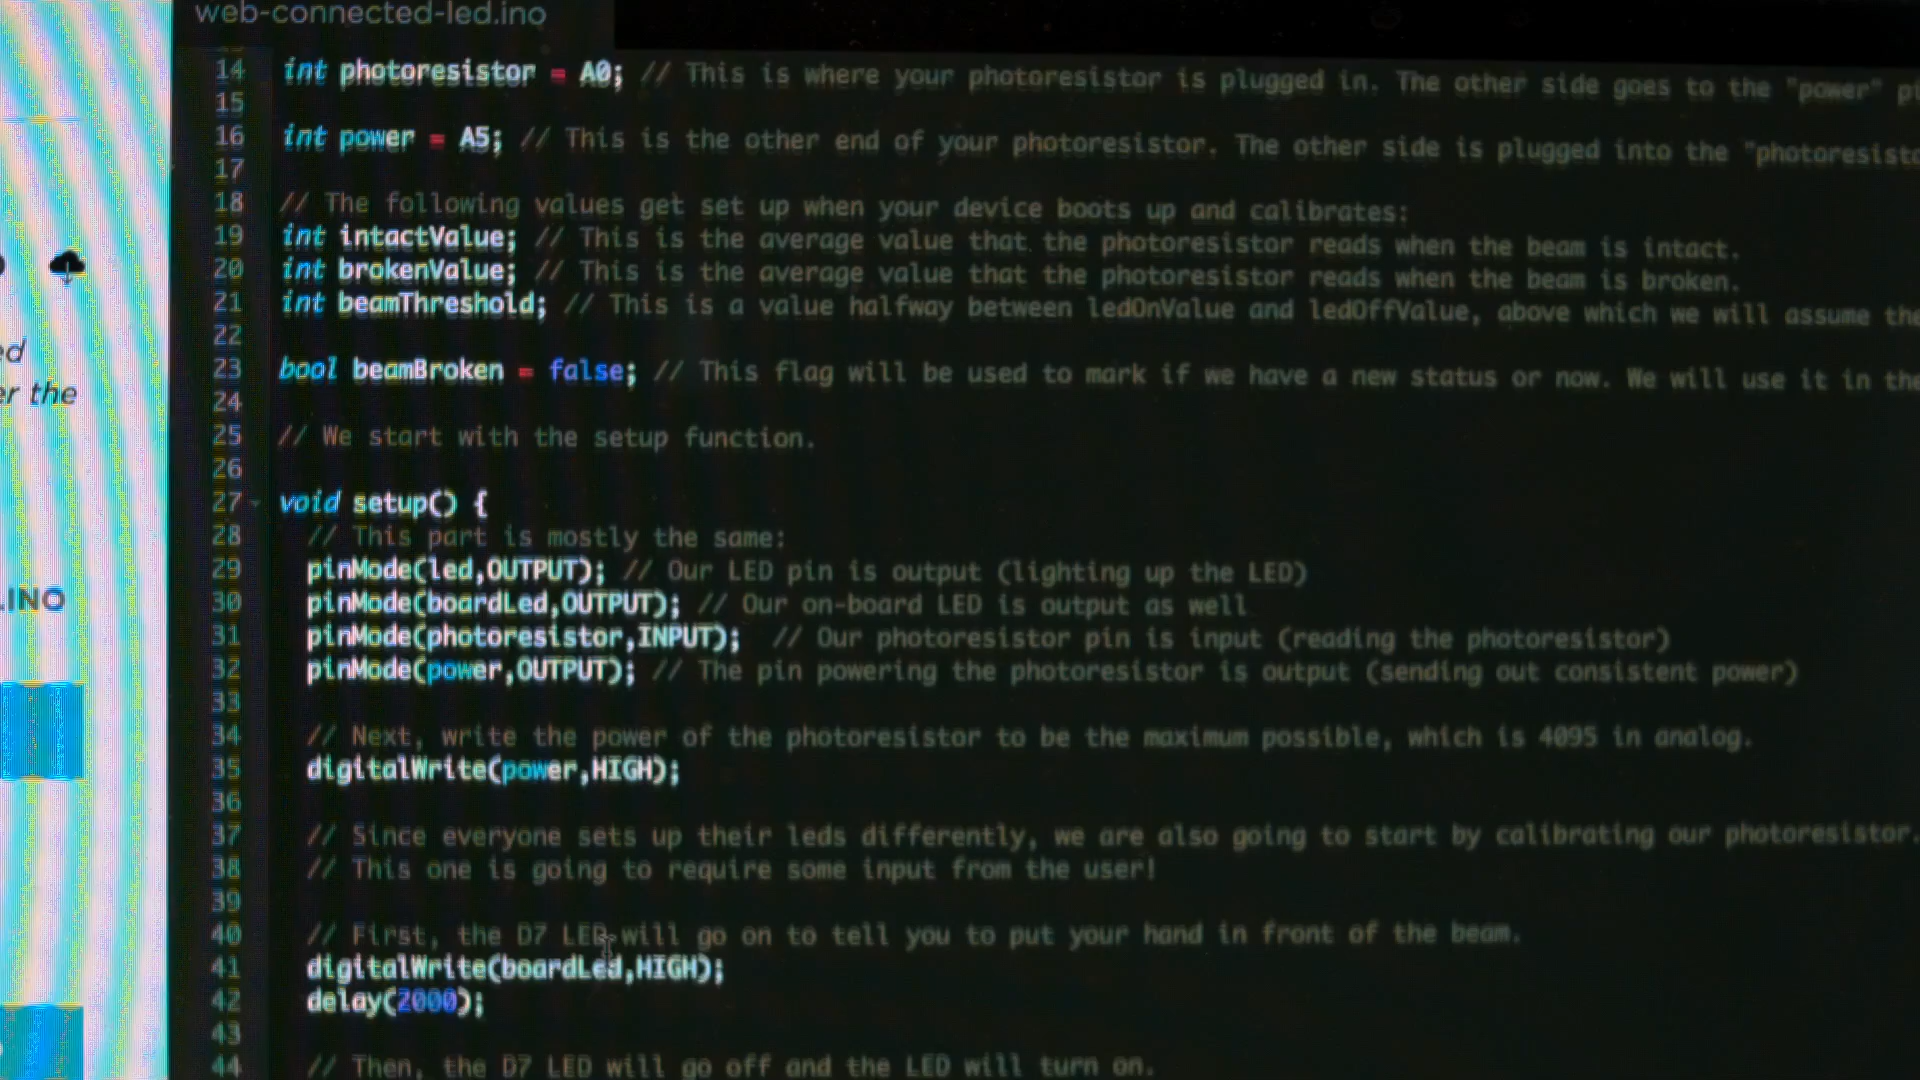 web-connected-led.ino
14 int photoresistor = A0; // This is where your photoresistor is plugged in. The other side goes to the "power" pi
15
16 int power = A5; // This is the other end of your photoresistor. The other side is plugged into the "photoresisto
17
18 // The following values get set up when your device boots up and calibrates:
19 int intactValue; // This is the average value that the photoresistor reads when the beam is intact.
20 int brokenValue; // This is the average value that the photoresistor reads when the beam is broken.
21 int beamThreshold; // This is a value halfway between ledOnValue and ledOffValue, above which we will assume the
22
23 bool beamBroken = false; // This flag will be used to mark if we have a new status or now. We will use it in the
24
25 // We start with the setup function.
26
27 void setup() {
28 // This part is mostly the same:
29 pinMode(led,OUTPUT); // Our LED pin is output (lighting up the LED)
30 pinMode(boardLed,OUTPUT); // Our on-board LED is output as well
31 pinMode(photoresistor,INPUT); // Our photoresistor pin is input (reading the photoresistor)
32 pinMode(power,OUTPUT); // The pin powering the photoresistor is output (sending out consistent power)
33
34 // Next, write the power of the photoresistor to be the maximum possible, which is 4095 in analog.
35 digitalWrite(power,HIGH);
36
37 // Since everyone sets up their leds differently, we are also going to start by calibrating our photoresistor.
38 // This one is going to require some input from the user!
39
40 // First, the D7 LED will go on to tell you to put your hand in front of the beam.
41 digitalWrite(boardLed,HIGH);
42 delay(2000);
43
44 // Then, the D7 LED will go off and the LED will turn on.
ed
er the
.INO